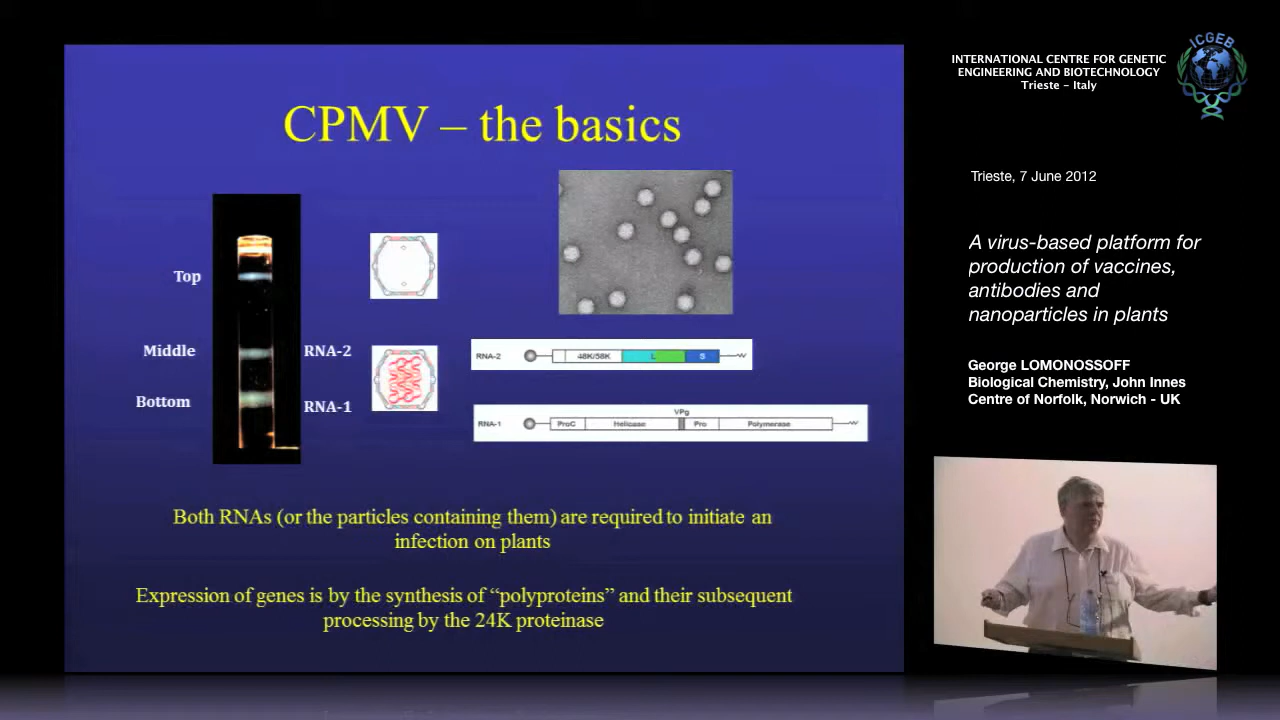 CPMV – the basics
Top
Middle
Bottom
RNA-2
RNA-1
RNA-2
48K/58K
L
S
VPg
RNA-1
ProC
Helicase
Pro
Polymerase
Both RNAs (or the particles containing them) are required to initiate an
infection on plants
Expression of genes is by the synthesis of “polyproteins” and their subsequent
processing by the 24K proteinase
INTERNATIONAL CENTRE FOR GENETIC
ENGINEERING AND BIOTECHNOLOGY
Trieste - Italy
ICGEB
Trieste, 7 June 2012
A virus-based platform for
production of vaccines,
antibodies and
nanoparticles in plants
George LOMONOSSOFF
Biological Chemistry, John Innes
Centre of Norfolk, Norwich - UK